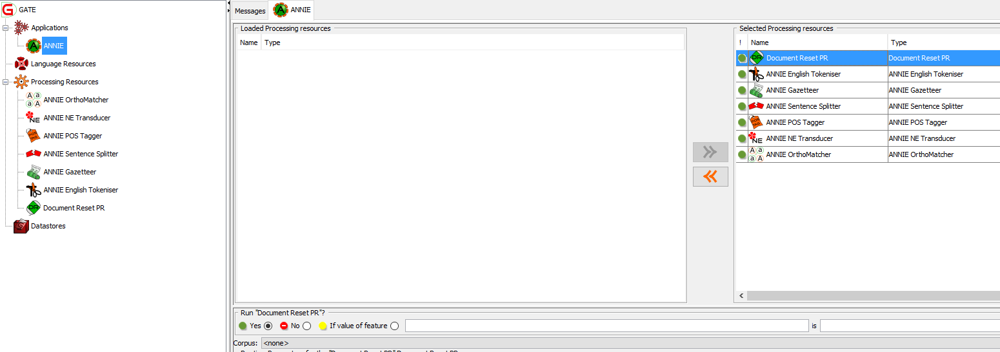 GATE
Applications
ANNIE
Language Resources
Processing Resources
ANNIE OrthoMatcher
ANNIE NE Transducer
ANNIE POS Tagger
ANNIE Sentence Splitter
ANNIE Gazetteer
ANNIE English Tokeniser
Document Reset PR
Datastores
Messages
ANNIE
Loaded Processing resources
Name Type
Selected Processing resources
! Name Type
Document Reset PR Document Reset PR
ANNIE English Tokeniser ANNIE English Tokeniser
ANNIE Gazetteer ANNIE Gazetteer
ANNIE Sentence Splitter ANNIE Sentence Splitter
ANNIE POS Tagger ANNIE POS Tagger
ANNIE NE Transducer ANNIE NE Transducer
ANNIE OrthoMatcher ANNIE OrthoMatcher
Run "Document Reset PR"?
Yes No If value of feature is
Corpus: <none>